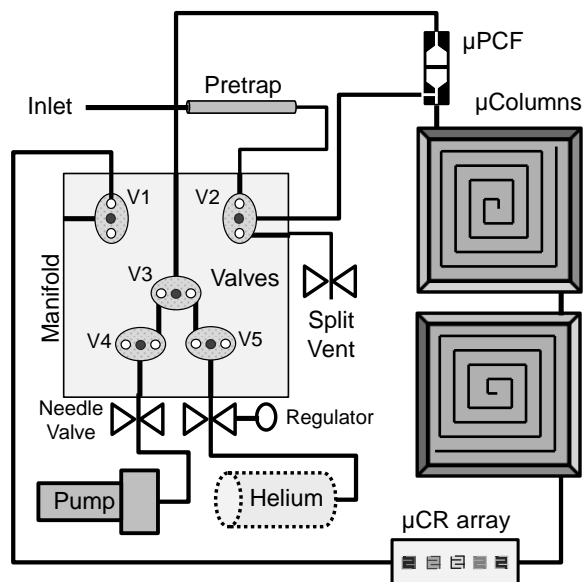 µPCF
Pretrap
Inlet
µColumns
V1
V2
Manifold
V3
Valves
V4
V5
Split
Vent
Needle
Valve
Regulator
Pump
Helium
µCR array